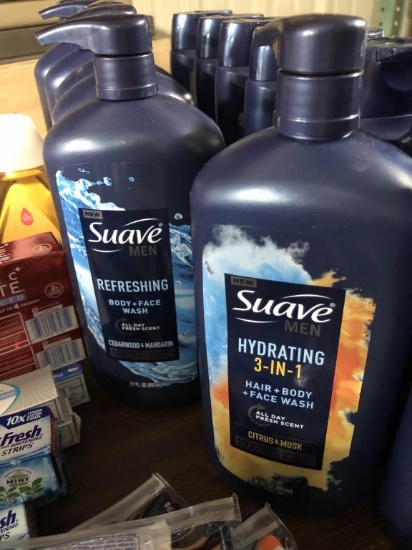 NEW
Suave
MEN
REFRESHING
BODY + FACE
WASH
ALL DAY
FRESH SCENT
CEDARWOOD & MANDARIN
NEW
Suave
MEN
HYDRATING
3-IN-1
HAIR + BODY
+ FACE WASH
ALL DAY
FRESH SCENT
CITRUS & MUSK
10x
Fresh
STRIPS
MINT